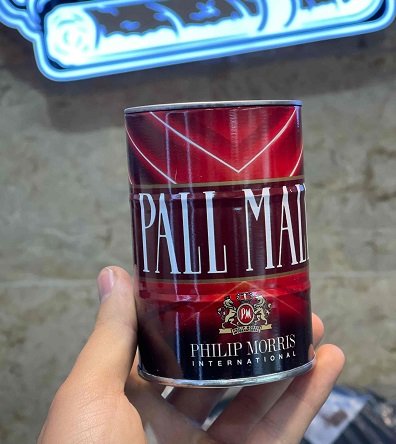 PALL MAL
PM
PHILIP MORRIS
INTERNATIONAL